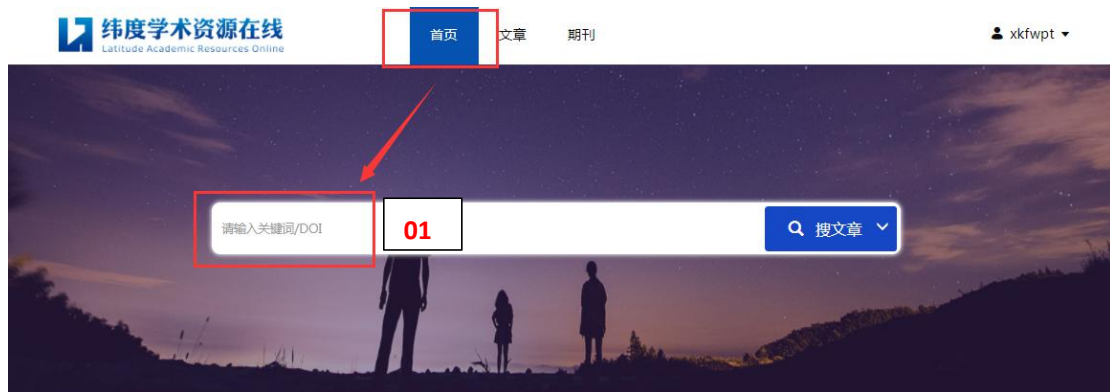 纬度学术资源在线
Latitude Academic Resources Online
首页 文章 期刊
xkfwpt
请输入关键词/DOI
01
搜文章